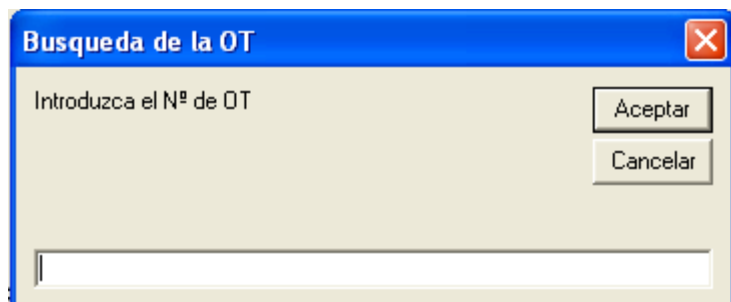 Busqueda de la OT
Introduzca el Nº de OT
Aceptar
Cancelar